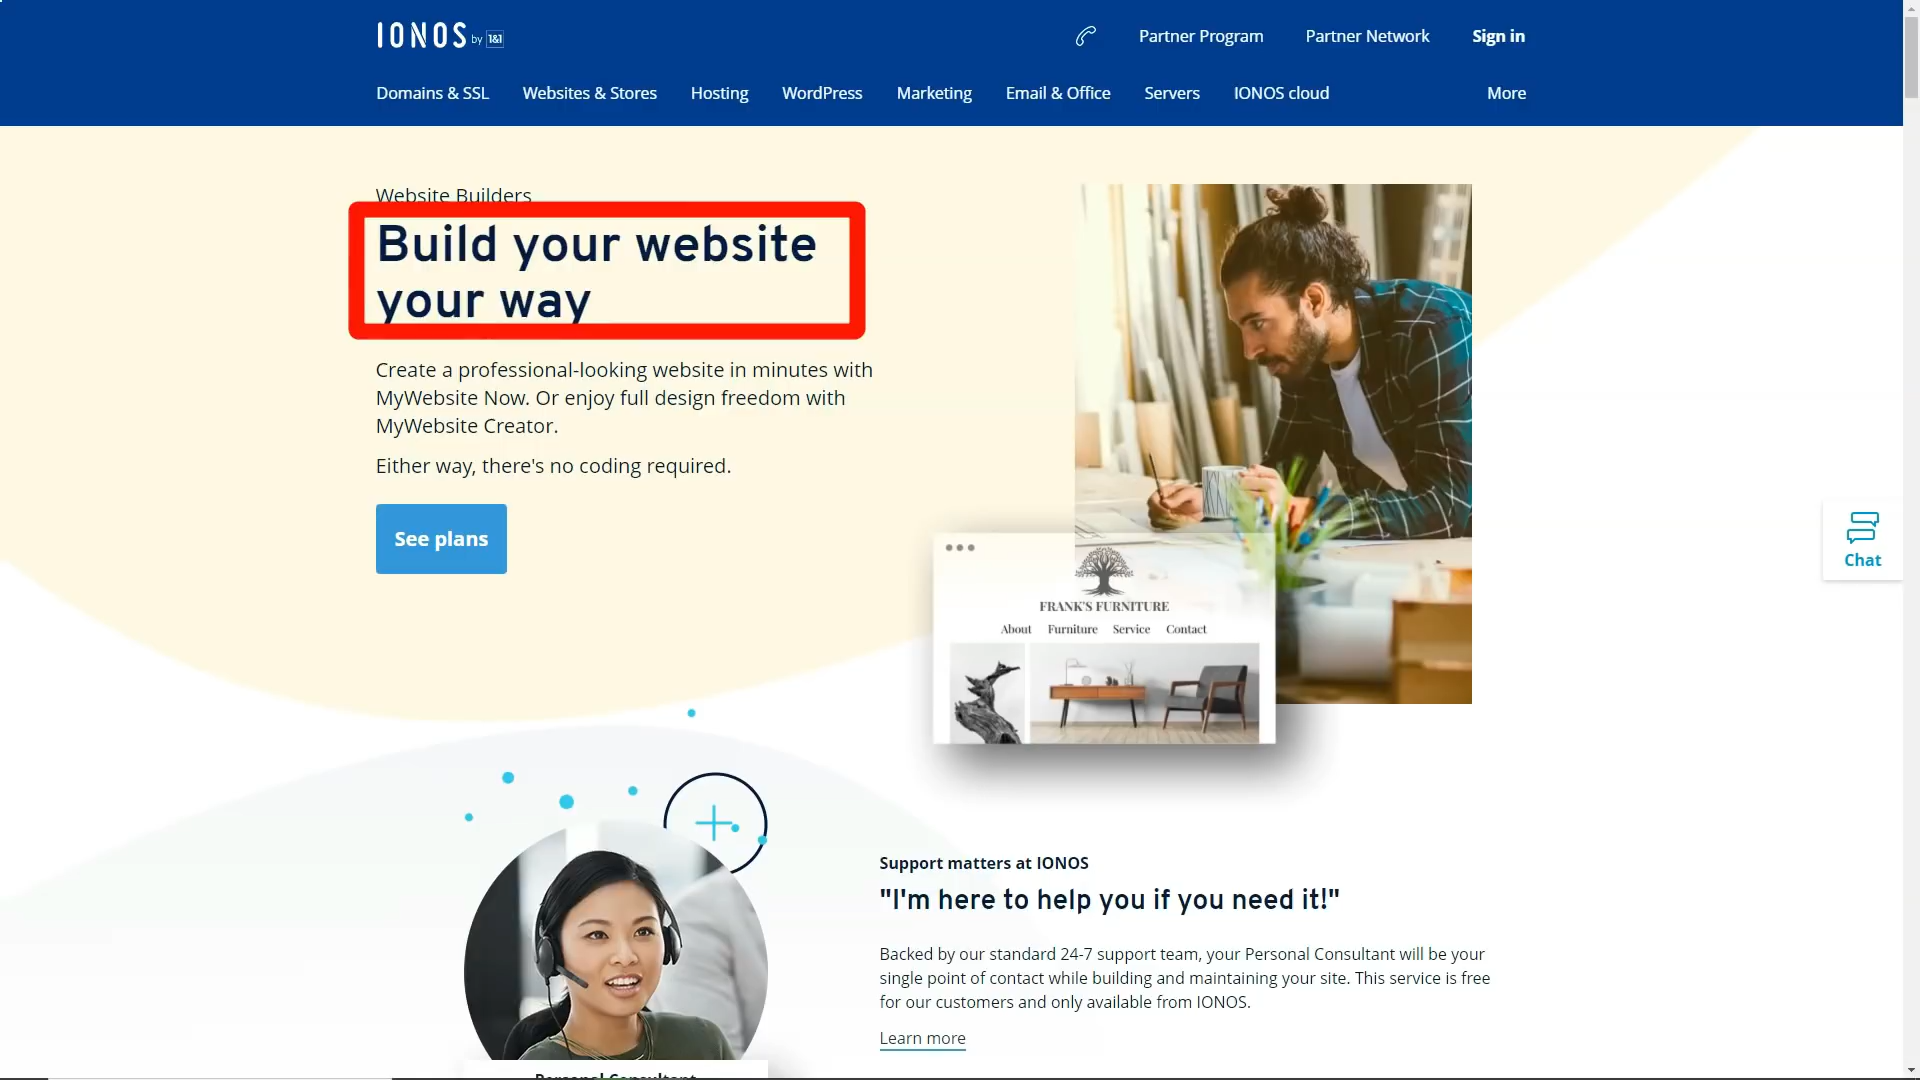 IONOS by 1&1
Partner Program
Partner Network
Sign in
Domains & SSL
Websites & Stores
Hosting
WordPress
Marketing
Email & Office
Servers
IONOS cloud
More
Website Builders
Build your website
your way
Create a professional-looking website in minutes with
MyWebsite Now. Or enjoy full design freedom with
MyWebsite Creator.
Either way, there's no coding required.
See plans
FRANK'S FURNITURE
About Furniture Service Contact
Chat
Support matters at IONOS
"I'm here to help you if you need it!"
Backed by our standard 24-7 support team, your Personal Consultant will be your
single point of contact while building and maintaining your site. This service is free
for our customers and only available from IONOS.
Learn more
Personal Consultant